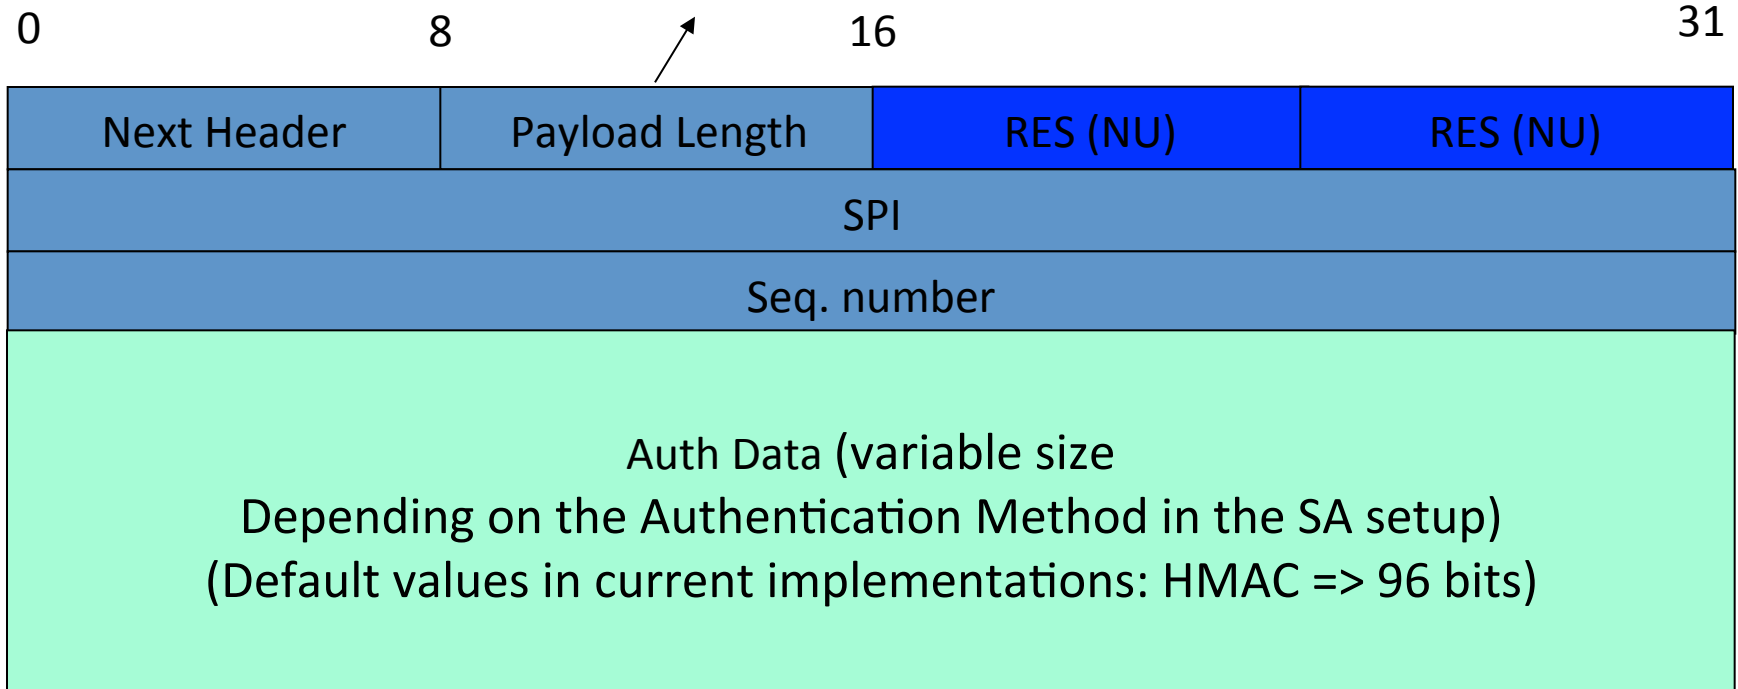 0 8 16 31
Next Header Payload Length RES (NU) RES (NU)
SPI
Seq. number
Auth Data (variable size
Depending on the Authentication Method in the SA setup)
(Default values in current implementations: HMAC => 96 bits)